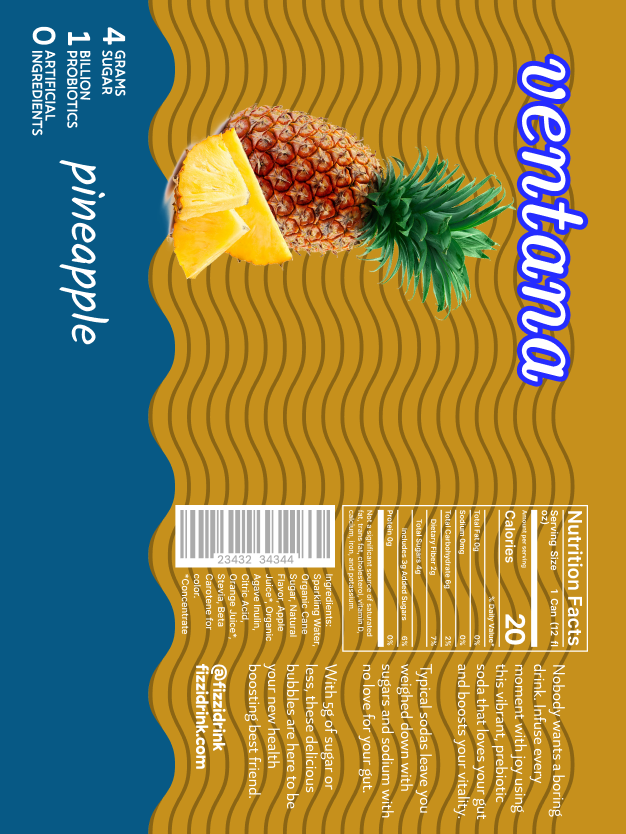 ventana
pineapple
4 GRAMS
SUGAR
1 BILLION
PROBIOTICS
0 ARTIFICIAL
INGREDIENTS
Nutrition Facts
Serving Size 1 Can (12 fl
oz)
Amount per serving
Calories 20
% Daily Value*
Total Fat 0g 0%
Sodium 0mg 0%
Total Carbohydrate 6g 2%
Dietary Fiber 2g 7%
Total Sugars 4g
Includes 3g Added Sugars 6%
Protein 0g 0%
Not a significant source of saturated
fat, trans fat, cholesterol, vitamin D,
calcium, iron, and potassium.
23432 34344
Ingredients:
Sparkling Water,
Organic Cane
Sugar, Natural
Flavor, Apple
Juice*, Organic
Agave Inulin,
Citric Acid,
Orange Juice*,
Stevia, Beta
Carotene for
color.
*Concentrate
Nobody wants a boring
drink. Infuse every
moment with joy using
this vibrant, prebiotic
soda that loves your gut
and boosts your vitality.
Typical sodas leave you
weighed down with
sugars and sodium with
no love for your gut.
With 5g of sugar or
less, these delicious
bubbles are here to be
your new health
boosting best friend.
@fizzidrink
fizzidrink.com